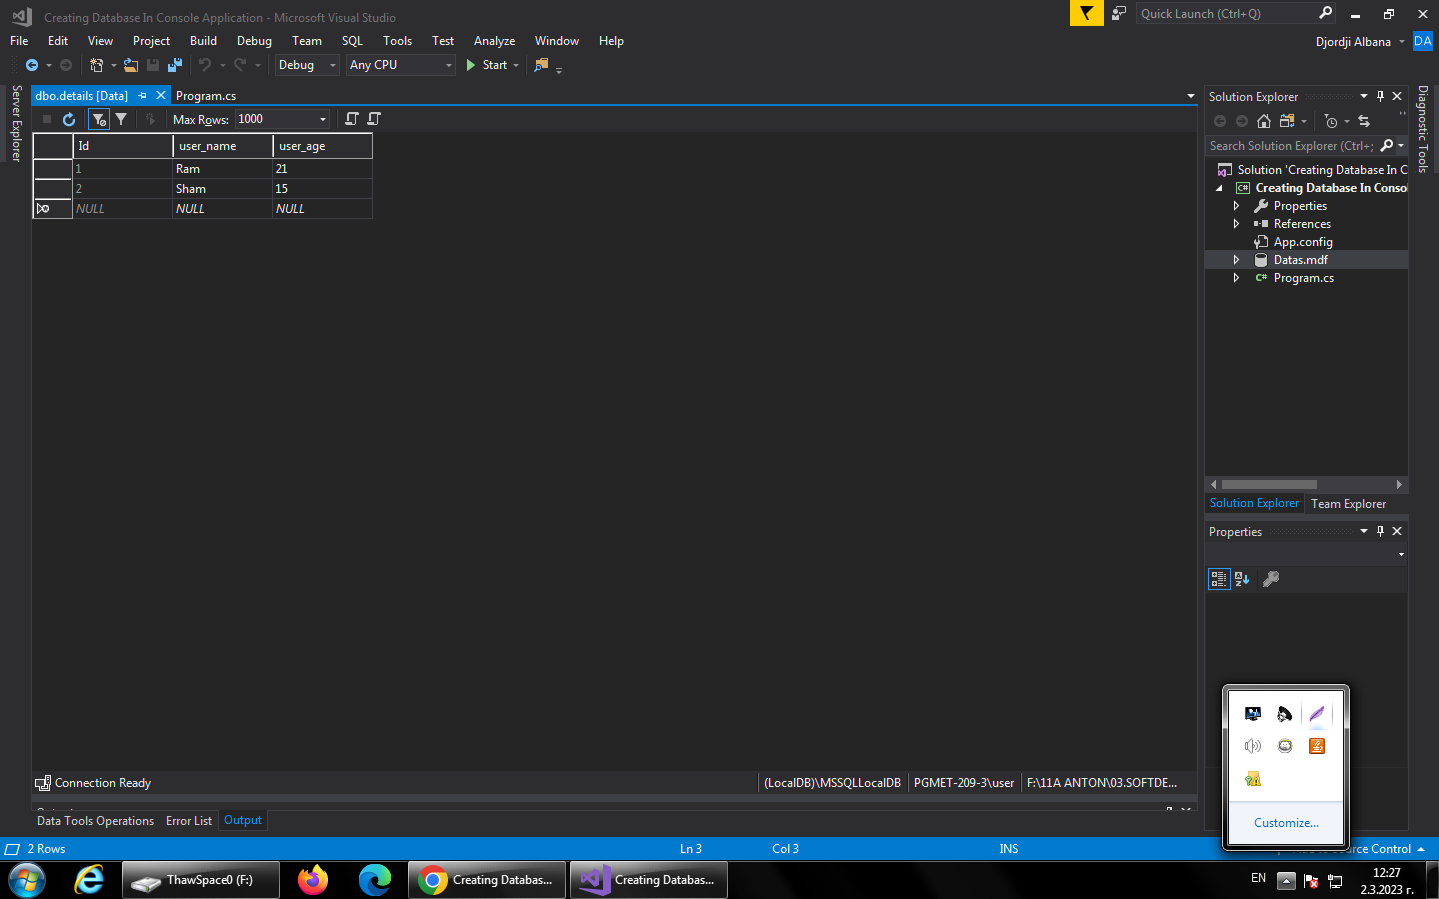 Creating Database In Console Application - Microsoft Visual Studio
Quick Launch (Ctrl+Q)
File Edit View Project Build Debug Team SQL Tools Test Analyze Window Help
Djordji Albana DA
Debug Any CPU Start
Server Explorer
dbo.details [Data] Program.cs
Max Rows: 1000
Id user_name user_age
1 Ram 21
2 Sham 15
NULL NULL NULL
Solution Explorer
Search Solution Explorer (Ctrl+;
Solution 'Creating Database In C
C# Creating Database In Conso
Properties
References
App.config
Datas.mdf
C# Program.cs
Diagnostic Tools
Solution Explorer Team Explorer
Properties
Customize...
Connection Ready
(LocalDB)\MSSQLLocalDB PGMET-209-3\user F:\11A ANTON\03.SOFTDE...
Data Tools Operations Error List Output
2 Rows Ln 3 Col 3 INS Source Control
ThawSpace0 (F:) Creating Databas... Creating Databas...
EN 12:27
2.3.2023 г.